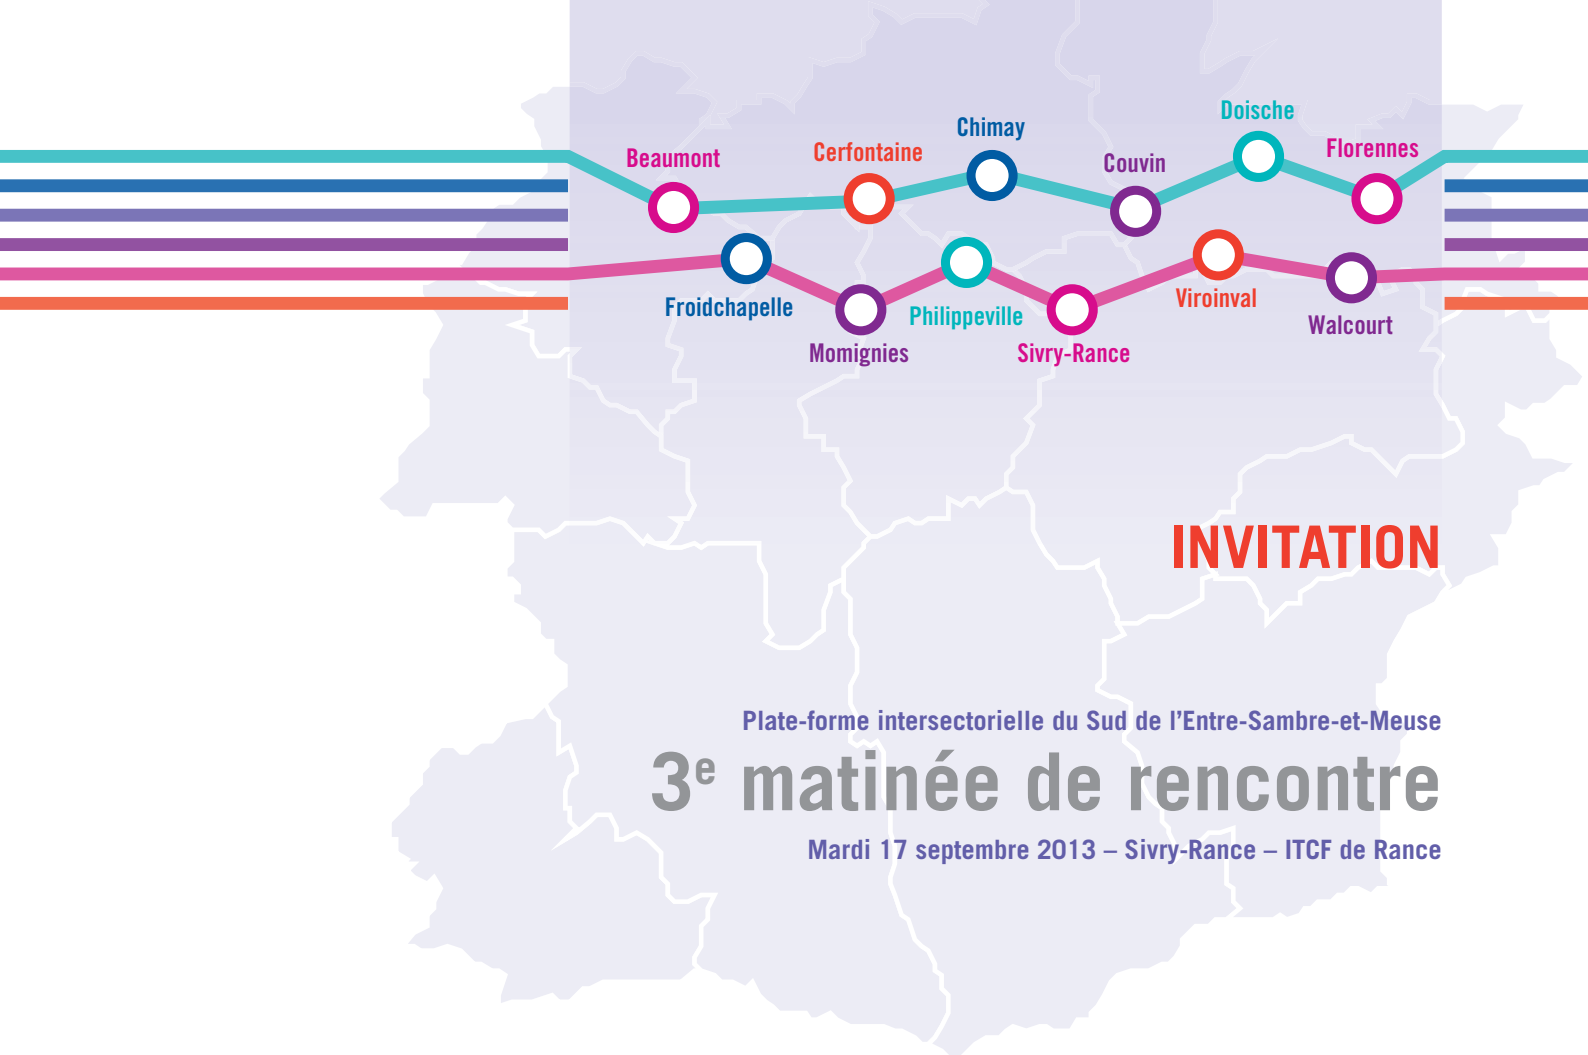 Beaumont
Cerfontaine
Chimay
Couvin
Doische
Florennes
Froidchapelle
Momignies
Philippeville
Sivry-Rance
Viroinval
Walcourt
INVITATION
Plate-forme intersectorielle du Sud de l’Entre-Sambre-et-Meuse
3e matinée de rencontre
Mardi 17 septembre 2013 – Sivry-Rance – ITCF de Rance